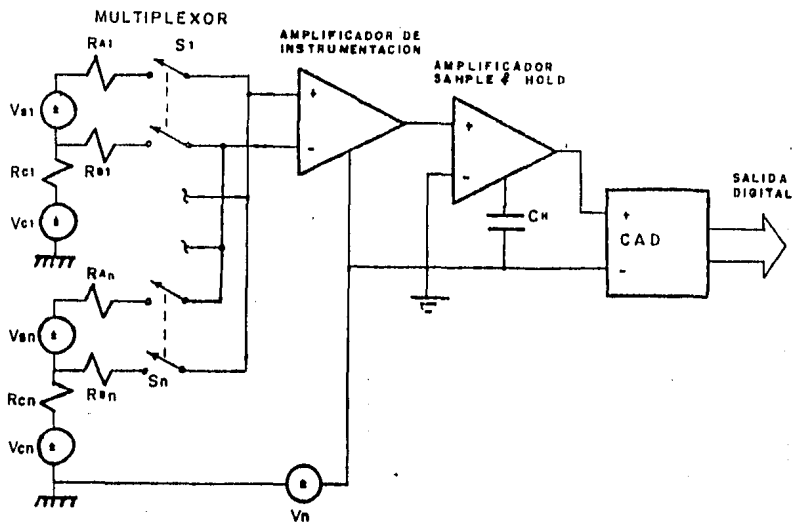 MULTIPLEXOR
RA1
S1
AMPLIFICADOR DE
INSTRUMENTACION
AMPLIFICADOR
SAMPLE & HOLD
+
-
+
-
VS1
RB1
RC1
VC1
CH
+
CAD
-
SALIDA
DIGITAL
RAn
VSn
RBn
Sn
RCn
VCn
Vn